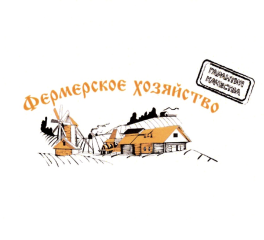 Фермерское хозяйство
гарантия
качества